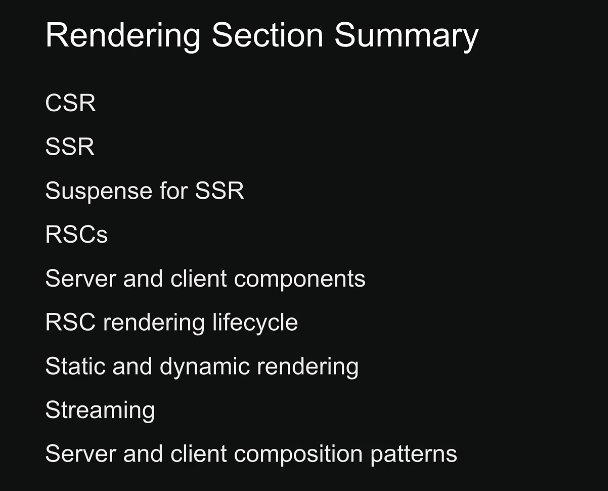 Rendering Section Summary
CSR
SSR
Suspense for SSR
RSCs
Server and client components
RSC rendering lifecycle
Static and dynamic rendering
Streaming
Server and client composition patterns